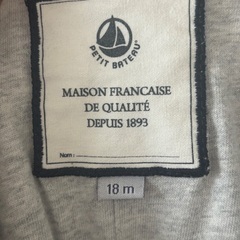 PETIT BATEAU
MAISON FRANCAISE
DE QUALITÉ
DEPUIS 1893
Nom :
18 m